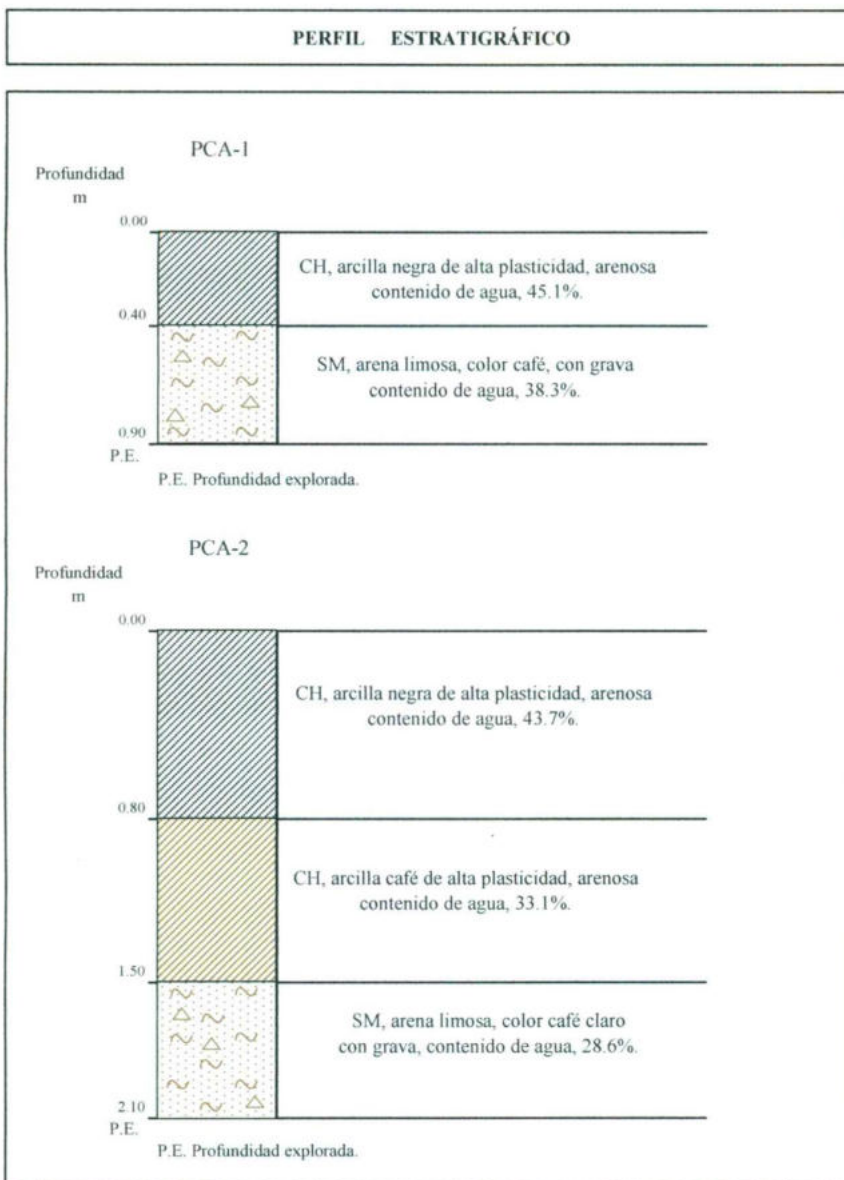 PERFIL ESTRATIGRÁFICO
PCA-1
Profundidad
m
0.00
CH, arcilla negra de alta plasticidad, arenosa
contenido de agua, 45.1%.
0.40
SM, arena limosa, color café, con grava
contenido de agua, 38.3%.
0.90
P.E.
P.E. Profundidad explorada.
PCA-2
Profundidad
m
0.00
CH, arcilla negra de alta plasticidad, arenosa
contenido de agua, 43.7%.
0.80
CH, arcilla café de alta plasticidad, arenosa
contenido de agua, 33.1%.
1.50
SM, arena limosa, color café claro
con grava, contenido de agua, 28.6%.
2.10
P.E.
P.E. Profundidad explorada.